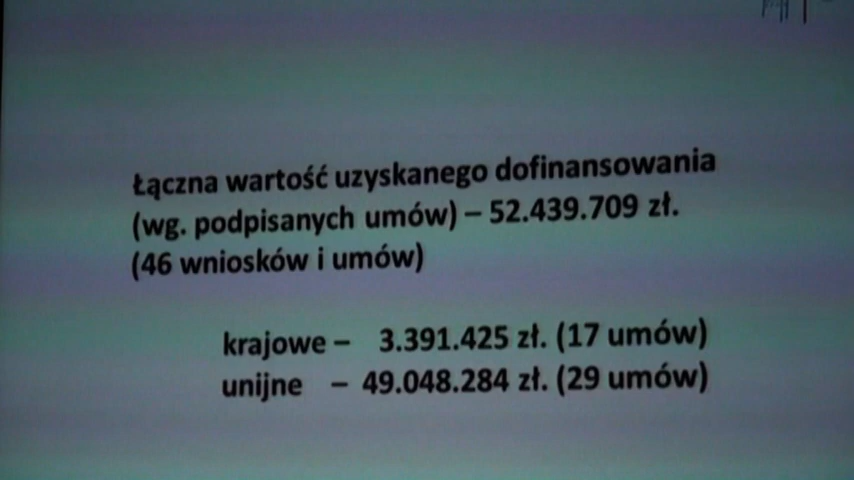 Łączna wartość uzyskanego dofinansowania
(wg. podpisanych umów) – 52.439.709 zł.
(46 wniosków i umów)
krajowe – 3.391.425 zł. (17 umów)
unijne – 49.048.284 zł. (29 umów)